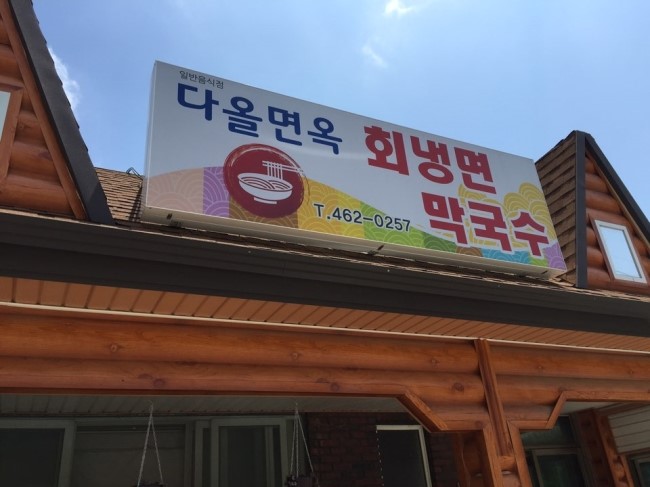 일반음식점
다올면옥
회냉면
막국수
T.462-0257